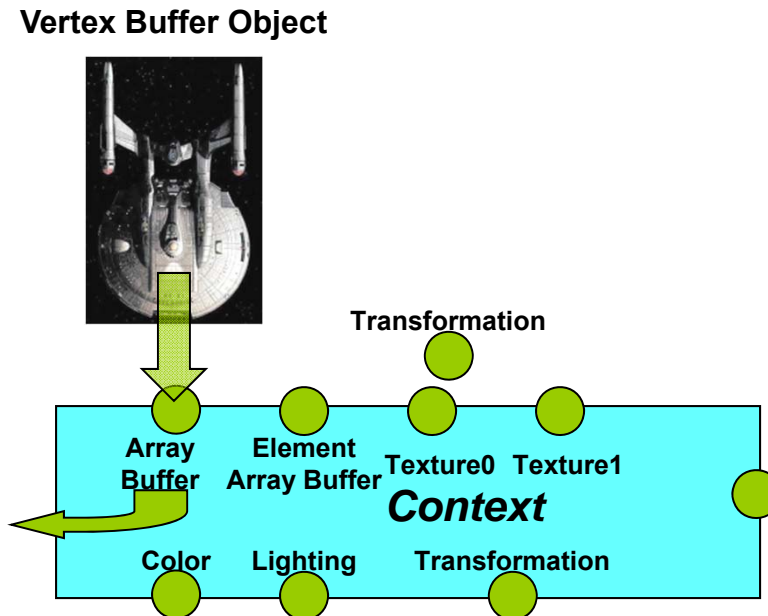 Vertex Buffer Object
Transformation
Array
Buffer
Element
Array Buffer
Texture0
Texture1
Context
Color
Lighting
Transformation